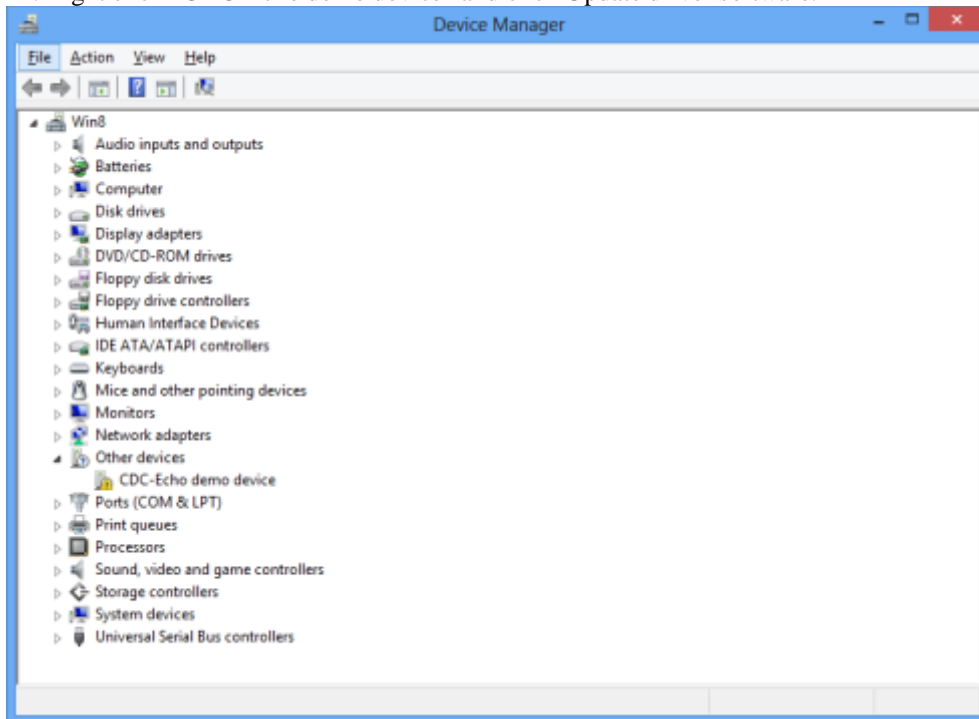 Device Manager
File Action View Help
Win8
Audio inputs and outputs
Batteries
Computer
Disk drives
Display adapters
DVD/CD-ROM drives
Floppy disk drives
Floppy drive controllers
Human Interface Devices
IDE ATA/ATAPI controllers
Keyboards
Mice and other pointing devices
Monitors
Network adapters
Other devices
CDC-Echo demo device
Ports (COM & LPT)
Print queues
Processors
Sound, video and game controllers
Storage controllers
System devices
Universal Serial Bus controllers